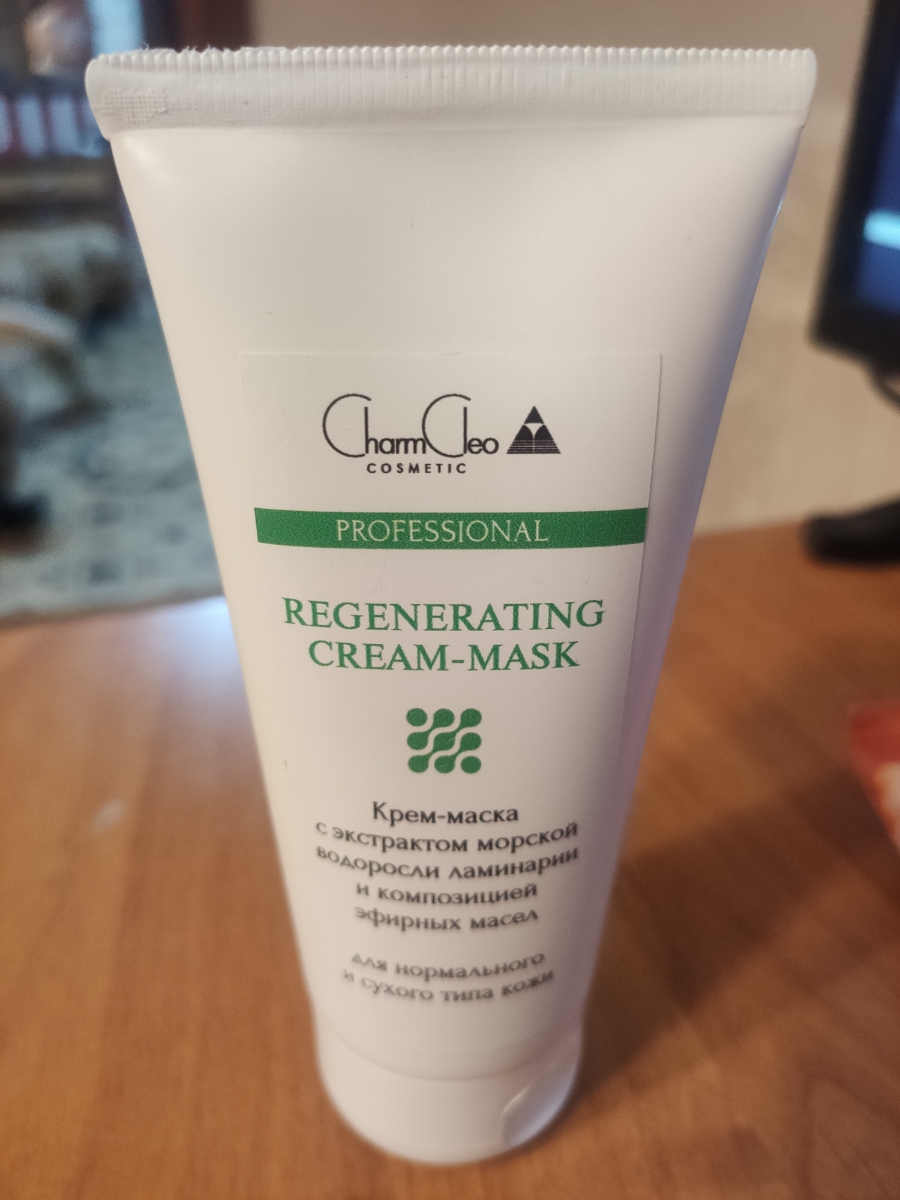 CharmCleo
COSMETIC
PROFESSIONAL
REGENERATING
CREAM-MASK
Крем-маска
с экстрактом морской
водоросли ламинарии
и композицией
эфирных масел
для нормального
и сухого типа кожи